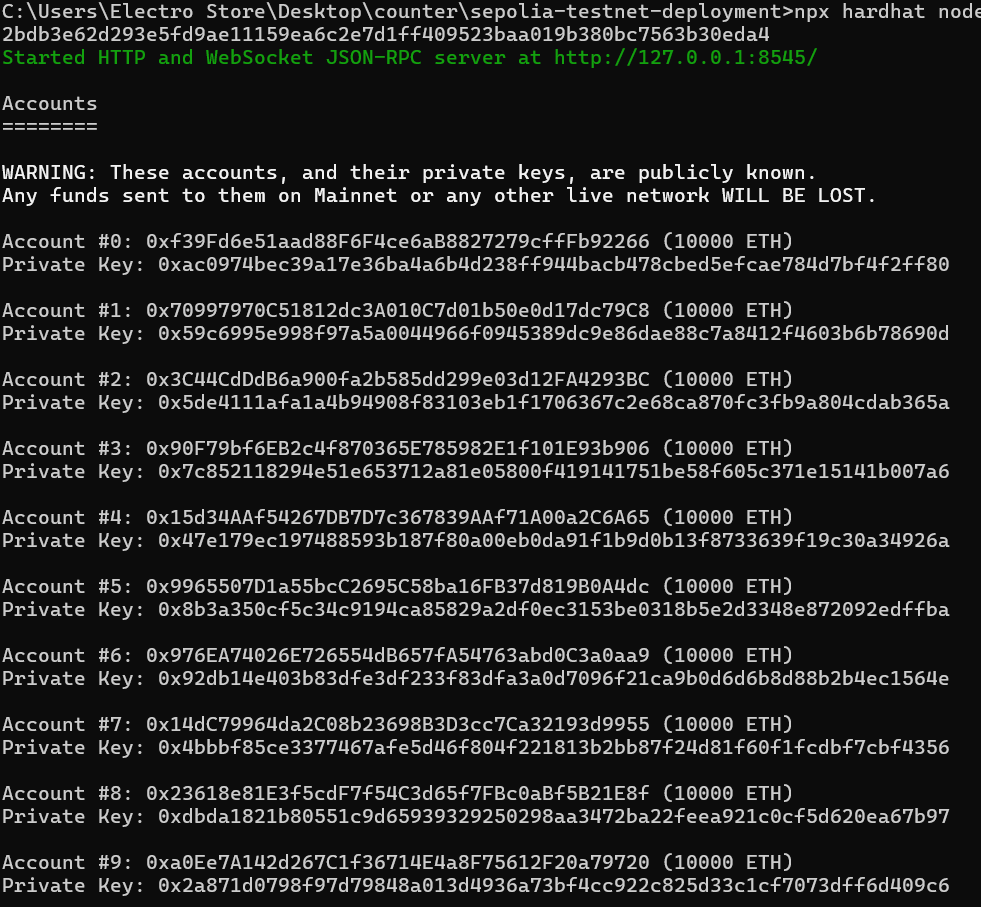 C:\Users\Electro Store\Desktop\counter\sepolia-testnet-deployment>npx hardhat node
2bdb3e62d293e5fd9ae11159ea6c2e7d1ff409523baa019b380bc7563b30eda4
Started HTTP and WebSocket JSON-RPC server at http://127.0.0.1:8545/
Accounts
========
WARNING: These accounts, and their private keys, are publicly known.
Any funds sent to them on Mainnet or any other live network WILL BE LOST.
Account #0: 0xf39Fd6e51aad88F6F4ce6aB8827279cffFb92266 (10000 ETH)
Private Key: 0xac0974bec39a17e36ba4a6b4d238ff944bacb478cbed5efcae784d7bf4f2ff80
Account #1: 0x70997970C51812dc3A010C7d01b50e0d17dc79C8 (10000 ETH)
Private Key: 0x59c6995e998f97a5a0044966f0945389dc9e86dae88c7a8412f4603b6b78690d
Account #2: 0x3C44CdDdB6a900fa2b585dd299e03d12FA4293BC (10000 ETH)
Private Key: 0x5de4111afa1a4b94908f83103eb1f1706367c2e68ca870fc3fb9a804cdab365a
Account #3: 0x90F79bf6EB2c4f870365E785982E1f101E93b906 (10000 ETH)
Private Key: 0x7c852118294e51e653712a81e05800f419141751be58f605c371e15141b007a6
Account #4: 0x15d34AAf54267DB7D7c367839AAf71A00a2C6A65 (10000 ETH)
Private Key: 0x47e179ec197488593b187f80a00eb0da91f1b9d0b13f8733639f19c30a34926a
Account #5: 0x9965507D1a55bcC2695C58ba16FB37d819B0A4dc (10000 ETH)
Private Key: 0x8b3a350cf5c34c9194ca85829a2df0ec3153be0318b5e2d3348e872092edffba
Account #6: 0x976EA74026E726554dB657fA54763abd0C3a0aa9 (10000 ETH)
Private Key: 0x92db14e403b83dfe3df233f83dfa3a0d7096f21ca9b0d6d6b8d88b2b4ec1564e
Account #7: 0x14dC79964da2C08b23698B3D3cc7Ca32193d9955 (10000 ETH)
Private Key: 0x4bbbf85ce3377467afe5d46f804f221813b2bb87f24d81f60f1fcdbf7cbf4356
Account #8: 0x23618e81E3f5cdF7f54C3d65f7FBc0aBf5B21E8f (10000 ETH)
Private Key: 0xdbda1821b80551c9d65939329250298aa3472ba22feea921c0cf5d620ea67b97
Account #9: 0xa0Ee7A142d267C1f36714E4a8F75612F20a79720 (10000 ETH)
Private Key: 0x2a871d0798f97d79848a013d4936a73bf4cc922c825d33c1cf7073dff6d409c6